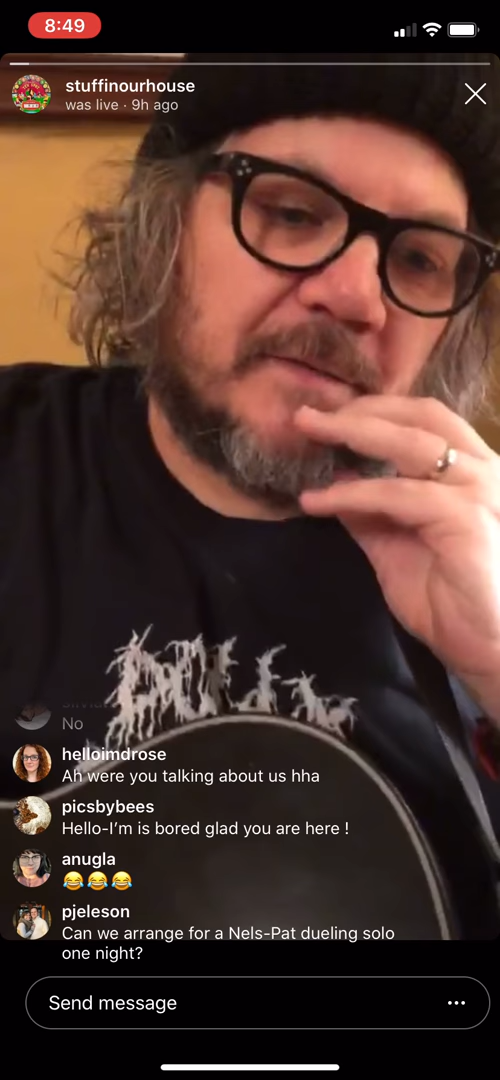 8:49
stuffinourhouse
was live · 9h ago
No
helloimdrose
Ah were you talking about us hha
picsbybees
Hello-I'm is bored glad you are here !
anugla
😂😂😂
pjeleson
Can we arrange for a Nels-Pat dueling solo
one night?
Send message